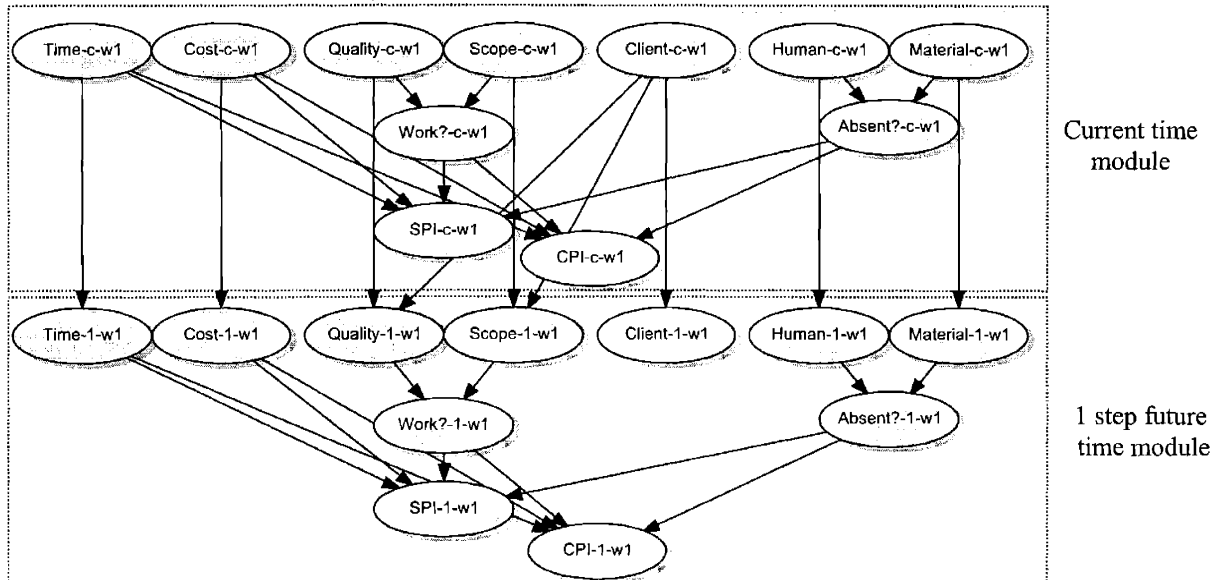 Time-c-w1
Cost-c-w1
Quality-c-w1
Scope-c-w1
Client-c-w1
Human-c-w1
Material-c-w1
Work?-c-w1
Absent?-c-w1
Current time
module
SPI-c-w1
CPI-c-w1
Time-1-w1
Cost-1-w1
Quality-1-w1
Scope-1-w1
Client-1-w1
Human-1-w1
Material-1-w1
Work?-1-w1
Absent?-1-w1
1 step future
time module
SPI-1-w1
CPI-1-w1